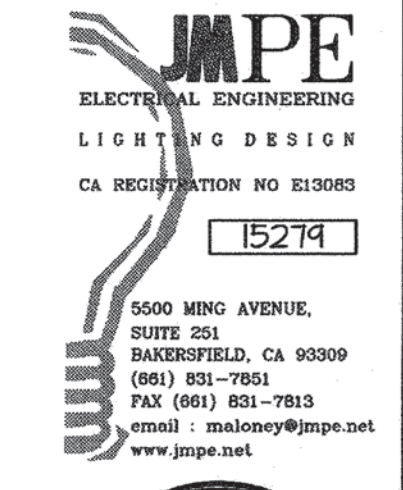 JMPE
ELECTRICAL ENGINEERING
LIGHTING DESIGN
CA REGISTRATION NO E13083
15279
5500 MING AVENUE,
SUITE 251
BAKERSFIELD, CA 93309
(661) 831-7851
FAX (661) 831-7813
email : maloney@jmpe.net
www.jmpe.net